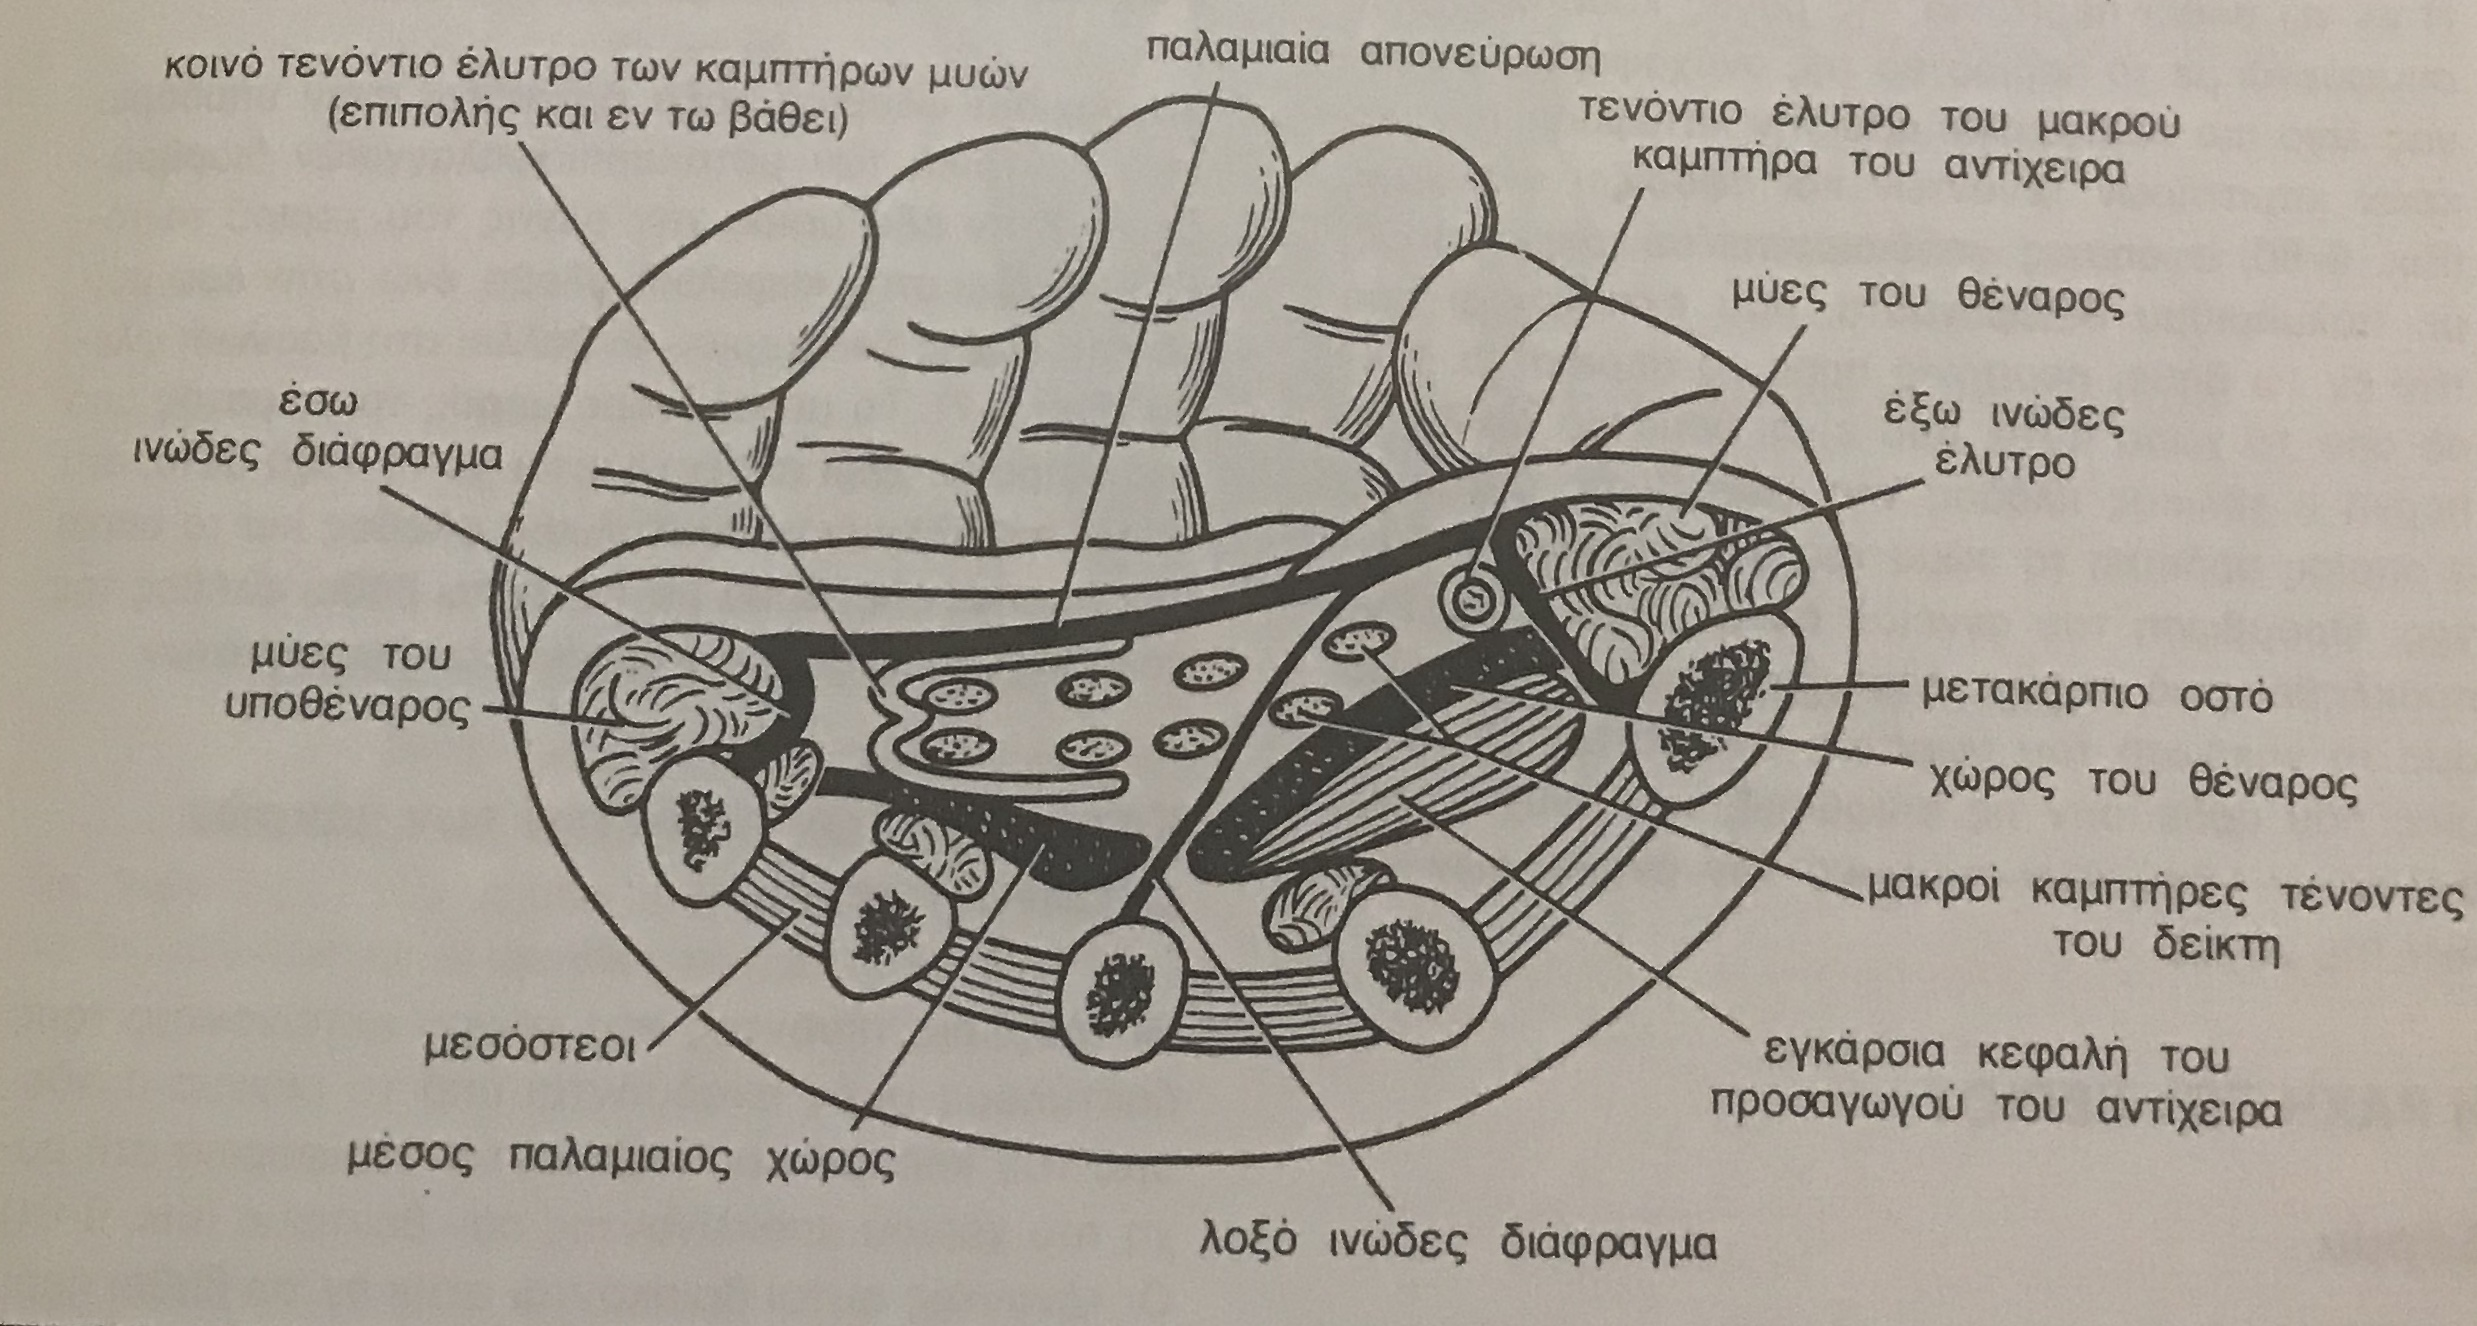 κοινό τενόντιο έλυτρο των καμπτήρων μυών
(επιπολής και εν τω βάθει)
παλαμιαία απονεύρωση
τενόντιο έλυτρο του μακρού
καμπτήρα του αντίχειρα
μύες του θέναρος
έξω ινώδες
έλυτρο
έσω
ινώδες διάφραγμα
μύες του
υποθέναρος
μετακάρπιο οστό
χώρος του θέναρος
μακροί καμπτήρες τένοντες
του δείκτη
μεσόστεοι
εγκάρσια κεφαλή του
προσαγωγού του αντίχειρα
μέσος παλαμιαίος χώρος
λοξό ινώδες διάφραγμα